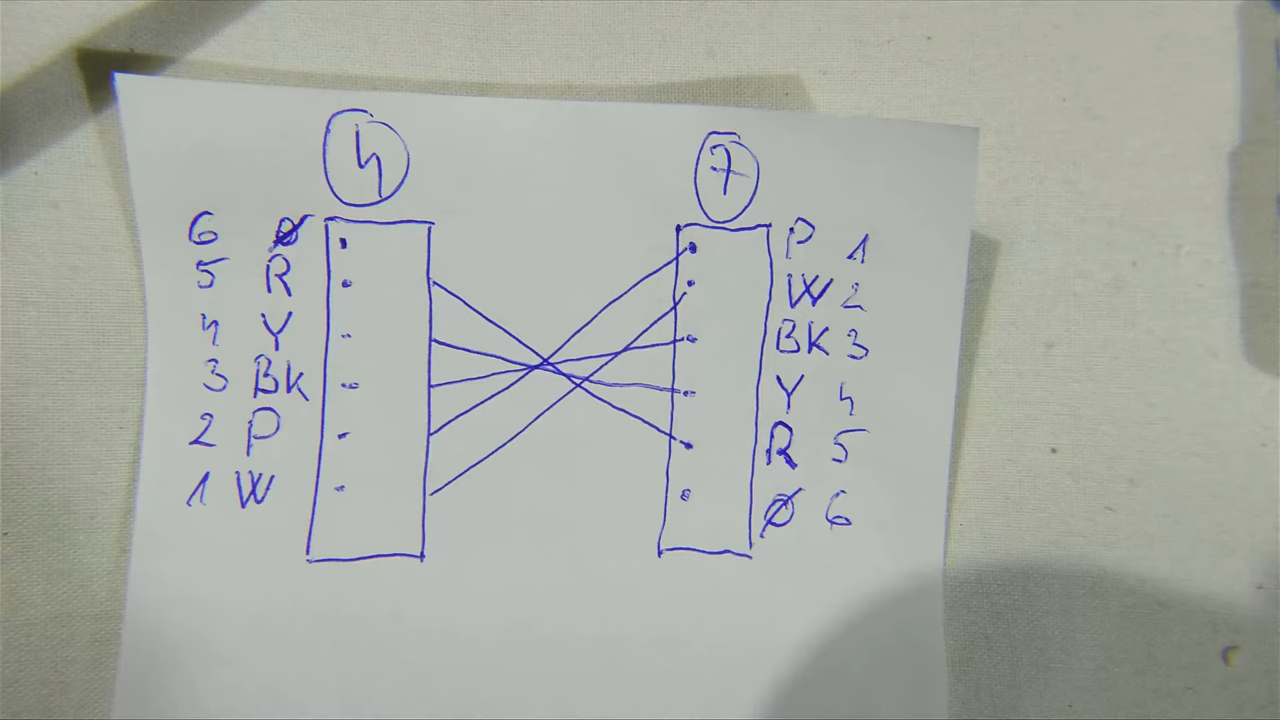 4 7
6 Ø P 1
5 R W 2
4 Y BK 3
3 BK Y 4
2 P R 5
1 W Ø 6